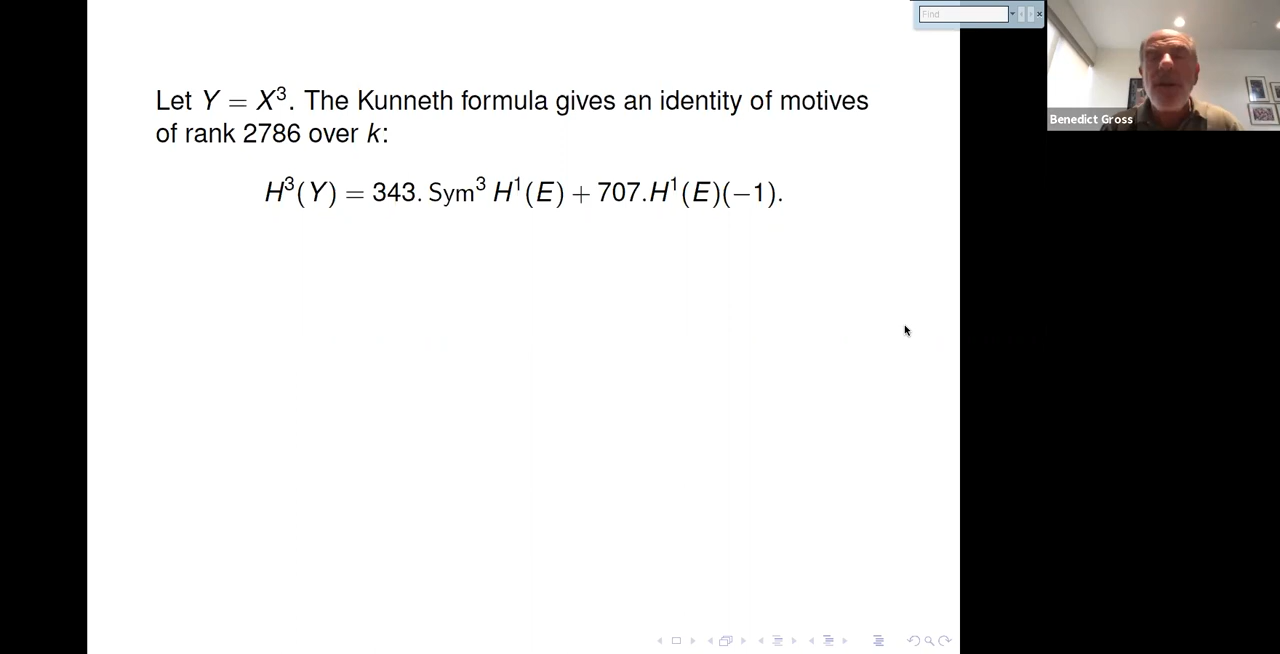 Find
Let Y = X³. The Kunneth formula gives an identity of motives
of rank 2786 over k:
H³(Y) = 343. Sym³ H¹(E) + 707.H¹(E)(−1).
Benedict Gross